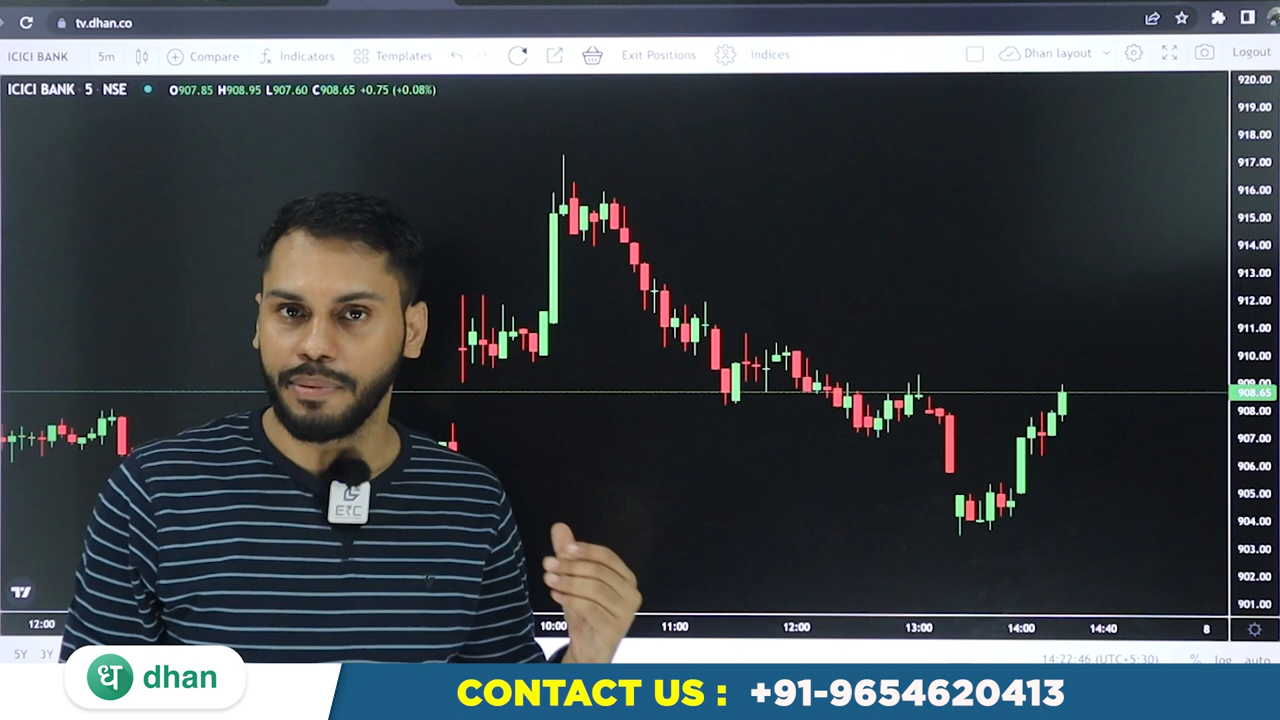 tv.dhan.co
ICICI BANK 5m Compare Indicators Templates Exit Positions Indices Dhan layout Logout
ICICI BANK · 5 · NSE O907.85 H908.95 L907.60 C908.65 +0.75 (+0.08%)
920.00
919.00
918.00
917.00
916.00
915.00
914.00
913.00
912.00
911.00
910.00
909.00
908.65
908.00
907.00
906.00
905.00
904.00
903.00
902.00
901.00
E₹C
12:00 10:00 11:00 12:00 13:00 14:00 14:40 8
5Y 3Y 14:22:46 (UTC+5:30) % log auto
ध dhan
CONTACT US : +91-9654620413